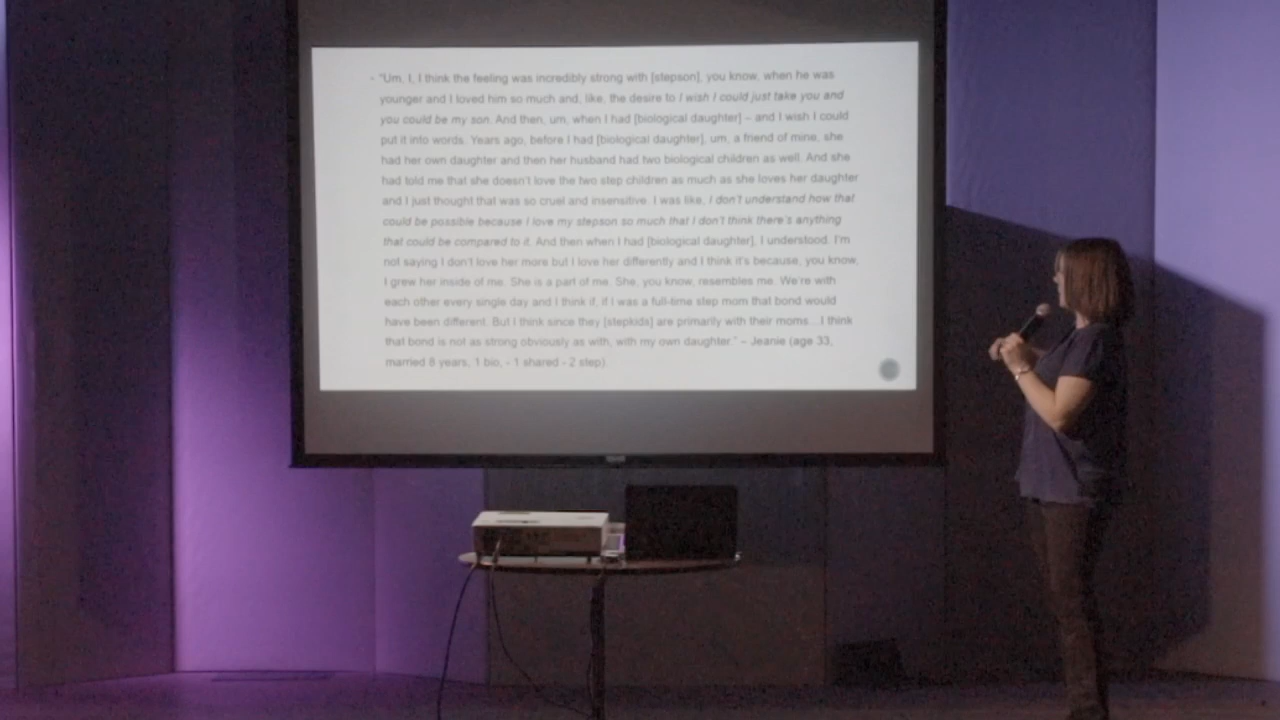 - "Um, I, I think the feeling was incredibly strong with [stepson], you know, when he was
younger and I loved him so much and, like, the desire to I wish I could just take you and
you could be my son. And then, um, when I had [biological daughter] – and I wish I could
put it into words. Years ago, before I had [biological daughter], um, a friend of mine, she
had her own daughter and then her husband had two biological children as well. And she
had told me that she doesn't love the two step children as much as she loves her daughter
and I just thought that was so cruel and insensitive. I was like, I don't understand how that
could be possible because I love my stepson so much that I don't think there's anything
that could be compared to it. And then when I had [biological daughter], I understood. I'm
not saying I don't love her more but I love her differently and I think it's because, you know,
I grew her inside of me. She is a part of me. She, you know, resembles me. We're with
each other every single day and I think if, if I was a full-time step mom that bond would
have been different. But I think since they [stepkids] are primarily with their moms...I think
that bond is not as strong obviously as with, with my own daughter." – Jeanie (age 33,
married 8 years, 1 bio, - 1 shared - 2 step).